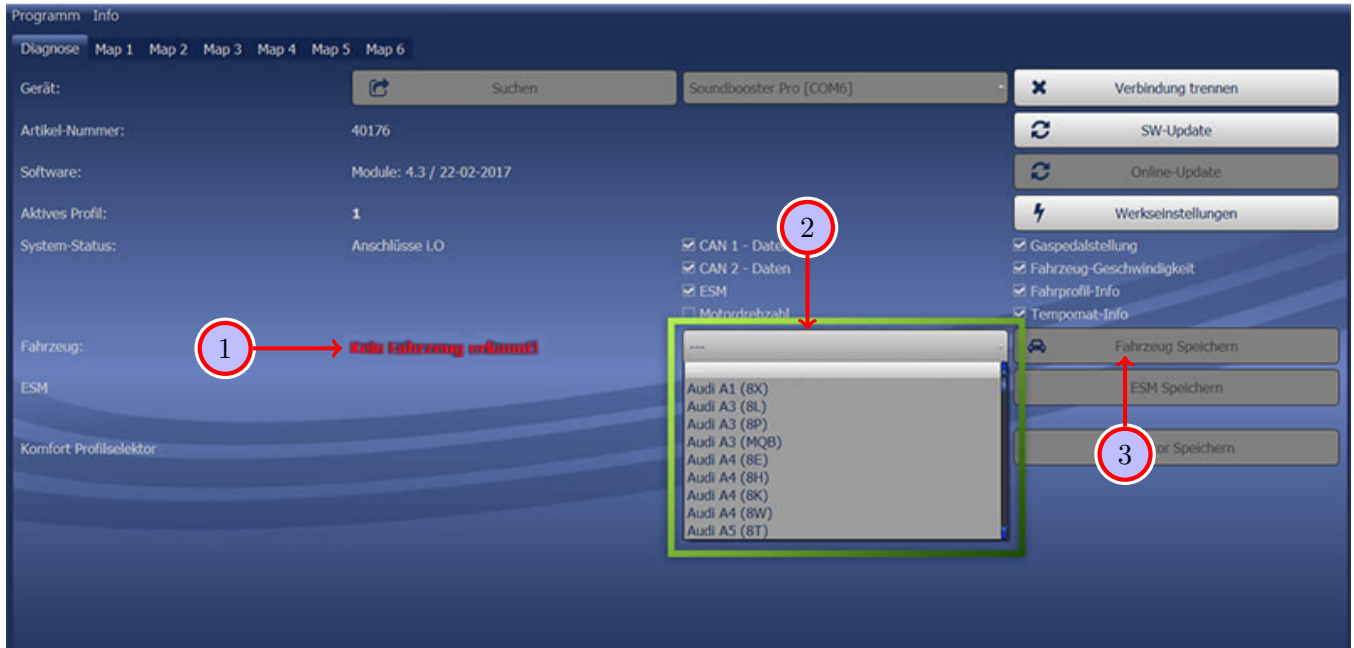 Programm Info
Diagnose Map 1 Map 2 Map 3 Map 4 Map 5 Map 6
Gerät: Suchen Soundbooster Pro [COM6] Verbindung trennen
Artikel-Nummer: 40176 SW-Update
Software: Module: 4.3 / 22-02-2017 Online-Update
Aktives Profil: 1 Werkseinstellungen
2
System-Status: Anschlüsse i.O CAN 1 - Daten Gaspedalstellung
CAN 2 - Daten Fahrzeug-Geschwindigkeit
ESM Fahrprofil-Info
Motordrehzahl Tempomat-Info
Fahrzeug: 1 Kein Fahrzeug erkannt! --- Fahrzeug Speichern
ESM ESM Speichern
Audi A1 (8X)
Audi A3 (8L)
Audi A3 (8P)
Audi A3 (MQB)
Komfort Profilselektor 3 or Speichern
Audi A4 (8E)
Audi A4 (8H)
Audi A4 (8K)
Audi A4 (8W)
Audi A5 (8T)